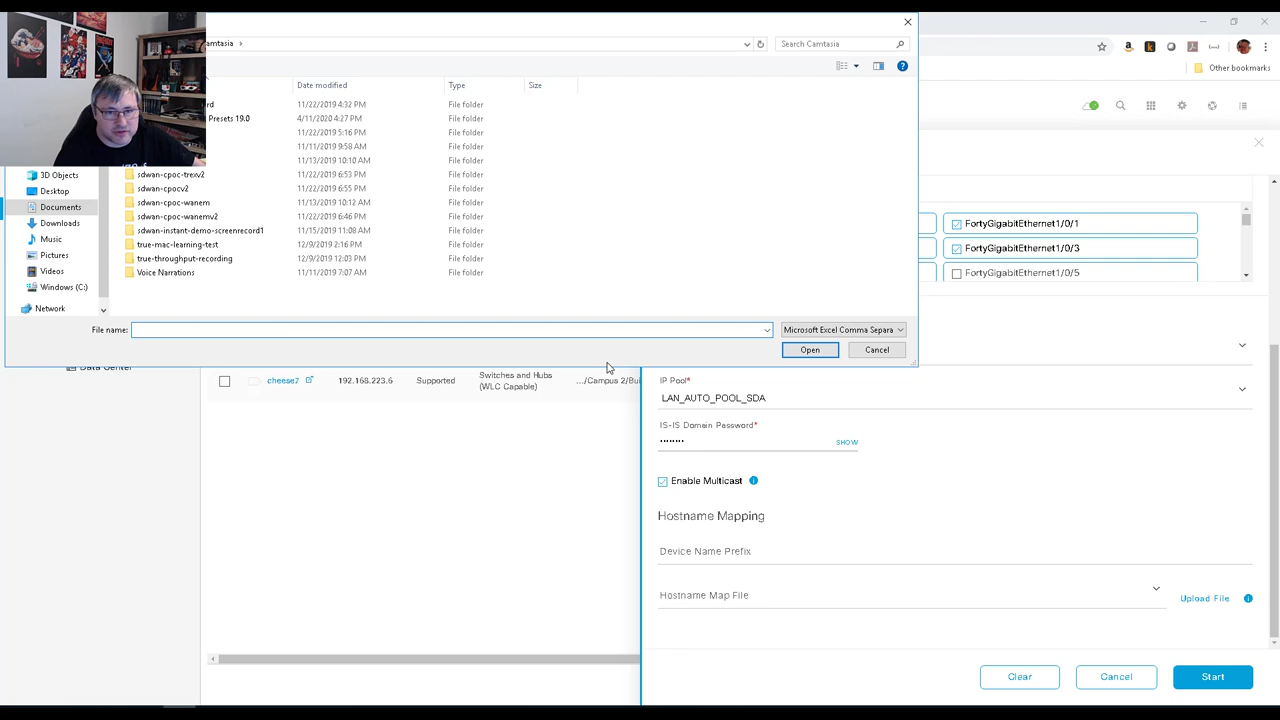 Camtasia
Search Camtasia
Other bookmarks
Date modified
Type
Size
rd
11/22/2019 4:32 PM
File folder
t Presets 19.0
4/11/2020 4:27 PM
File folder
11/22/2019 5:16 PM
File folder
11/11/2019 9:58 AM
File folder
11/13/2019 10:10 AM
File folder
3D Objects
sdwan-cpoc-trexv2
11/22/2019 6:53 PM
File folder
Desktop
sdwan-cpocv2
11/22/2019 6:55 PM
File folder
Documents
sdwan-cpoc-wanem
11/13/2019 10:12 AM
File folder
Downloads
sdwan-cpoc-wanemv2
11/22/2019 6:46 PM
File folder
FortyGigabitEthernet1/0/1
Music
sdwan-instant-demo-screenrecord1
11/15/2019 11:08 AM
File folder
Pictures
true-mac-learning-test
12/9/2019 2:16 PM
File folder
FortyGigabitEthernet1/0/3
Videos
true-throughput-recording
12/9/2019 12:03 PM
File folder
Windows (C:)
Voice Narrations
11/11/2019 7:07 AM
File folder
FortyGigabitEthernet1/0/5
Network
File name:
Microsoft Excel Comma Separa
Open
Cancel
Data Center
cheese7
192.168.223.6
Supported
Switches and Hubs
(WLC Capable)
.../Campus 2/Bui
IP Pool*
LAN_AUTO_POOL_SDA
IS-IS Domain Password*
••••••••
SHOW
Enable Multicast
Hostname Mapping
Device Name Prefix
Hostname Map File
Upload File
Clear
Cancel
Start